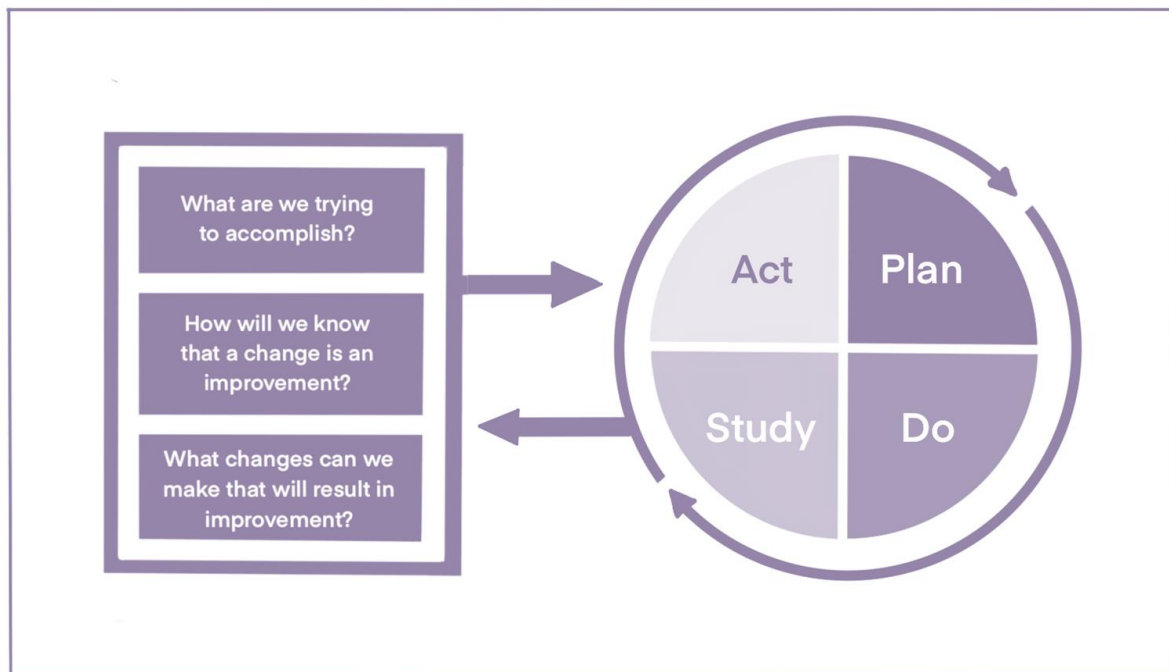 What are we trying
to accomplish?
How will we know
that a change is an
improvement?
What changes can we
make that will result in
improvement?
Act
Plan
Study
Do